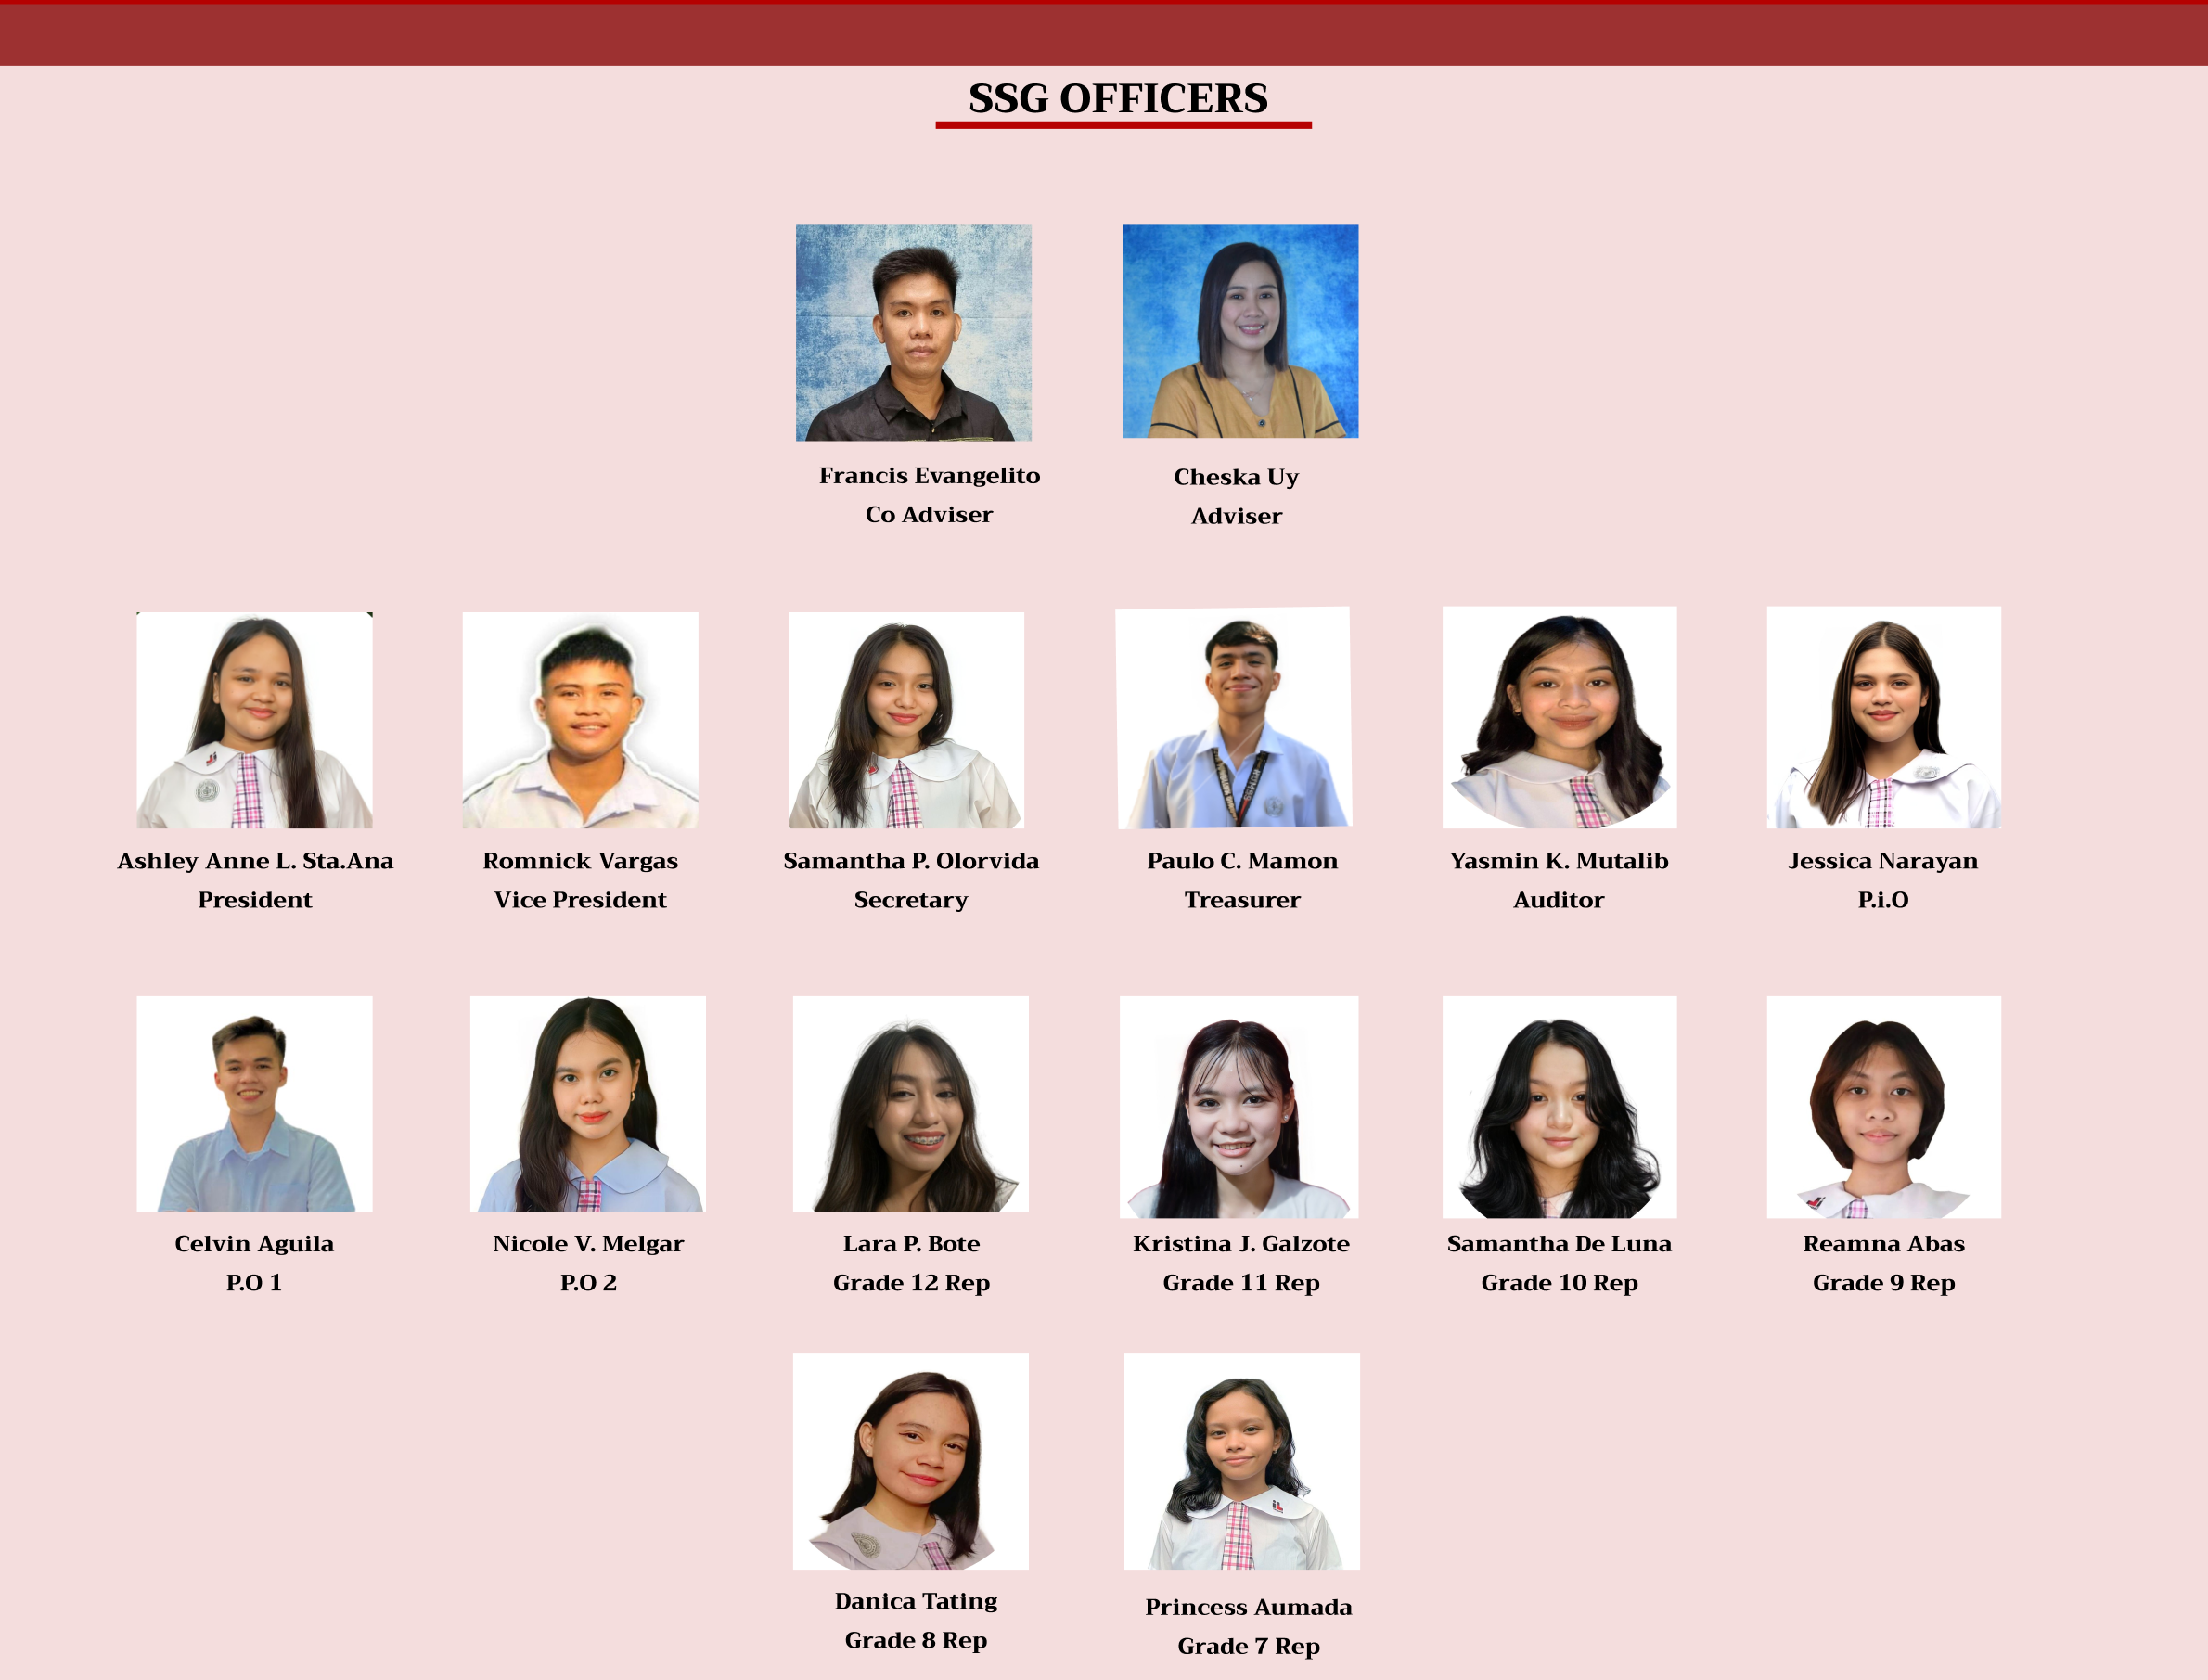 SSG OFFICERS
Francis Evangelito
Co Adviser
Cheska Uy
Adviser
Ashley Anne L. Sta.Ana
President
Romnick Vargas
Vice President
Samantha P. Olorvida
Secretary
Paulo C. Mamon
Treasurer
Yasmin K. Mutalib
Auditor
Jessica Narayan
P.i.O
Celvin Aguila
P.O 1
Nicole V. Melgar
P.O 2
Lara P. Bote
Grade 12 Rep
Kristina J. Galzote
Grade 11 Rep
Samantha De Luna
Grade 10 Rep
Reamna Abas
Grade 9 Rep
Danica Tating
Grade 8 Rep
Princess Aumada
Grade 7 Rep